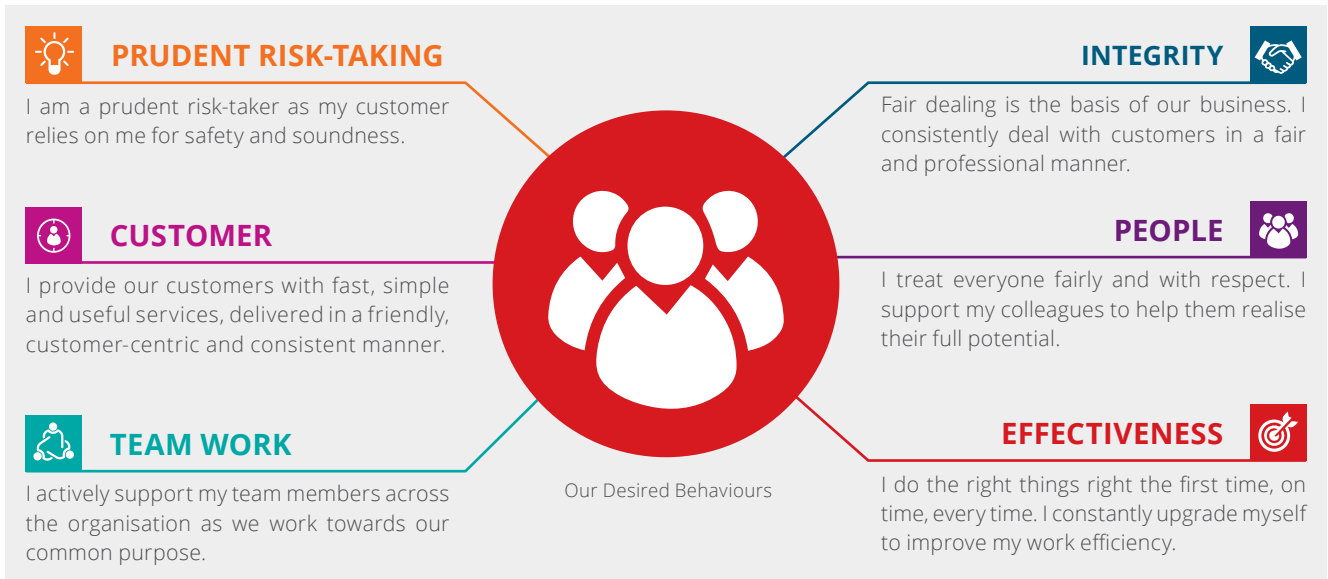 PRUDENT RISK-TAKING
I am a prudent risk-taker as my customer
relies on me for safety and soundness.
CUSTOMER
I provide our customers with fast, simple
and useful services, delivered in a friendly,
customer-centric and consistent manner.
TEAM WORK
I actively support my team members across
the organisation as we work towards our
common purpose.
Our Desired Behaviours
INTEGRITY
Fair dealing is the basis of our business. I
consistently deal with customers in a fair
and professional manner.
PEOPLE
I treat everyone fairly and with respect. I
support my colleagues to help them realise
their full potential.
EFFECTIVENESS
I do the right things right the first time, on
time, every time. I constantly upgrade myself
to improve my work efficiency.